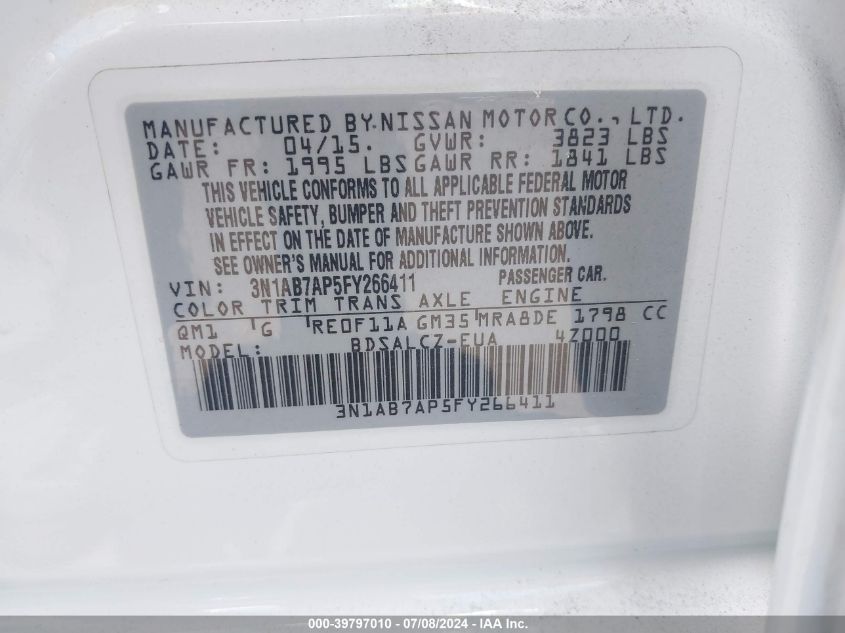 MANUFACTURED BY NISSAN MOTOR CO., LTD.
DATE: 04/15. GVWR: 3823 LBS
GAWR FR: 1995 LBS GAWR RR: 1841 LBS
THIS VEHICLE CONFORMS TO ALL APPLICABLE FEDERAL MOTOR
VEHICLE SAFETY, BUMPER AND THEFT PREVENTION STANDARDS
IN EFFECT ON THE DATE OF MANUFACTURE SHOWN ABOVE.
SEE OWNER'S MANUAL FOR ADDITIONAL INFORMATION.
VIN: 3N1AB7AP5FY266411 PASSENGER CAR.
COLOR TRIM TRANS AXLE ENGINE
QM1 G RE0F11A GM35 MRA8DE 1798 CC
MODEL: BDSALCZ-EUA 4Z000
3N1AB7AP5FY266411
000-39797010 / 07/08/2024 - IAA Inc.